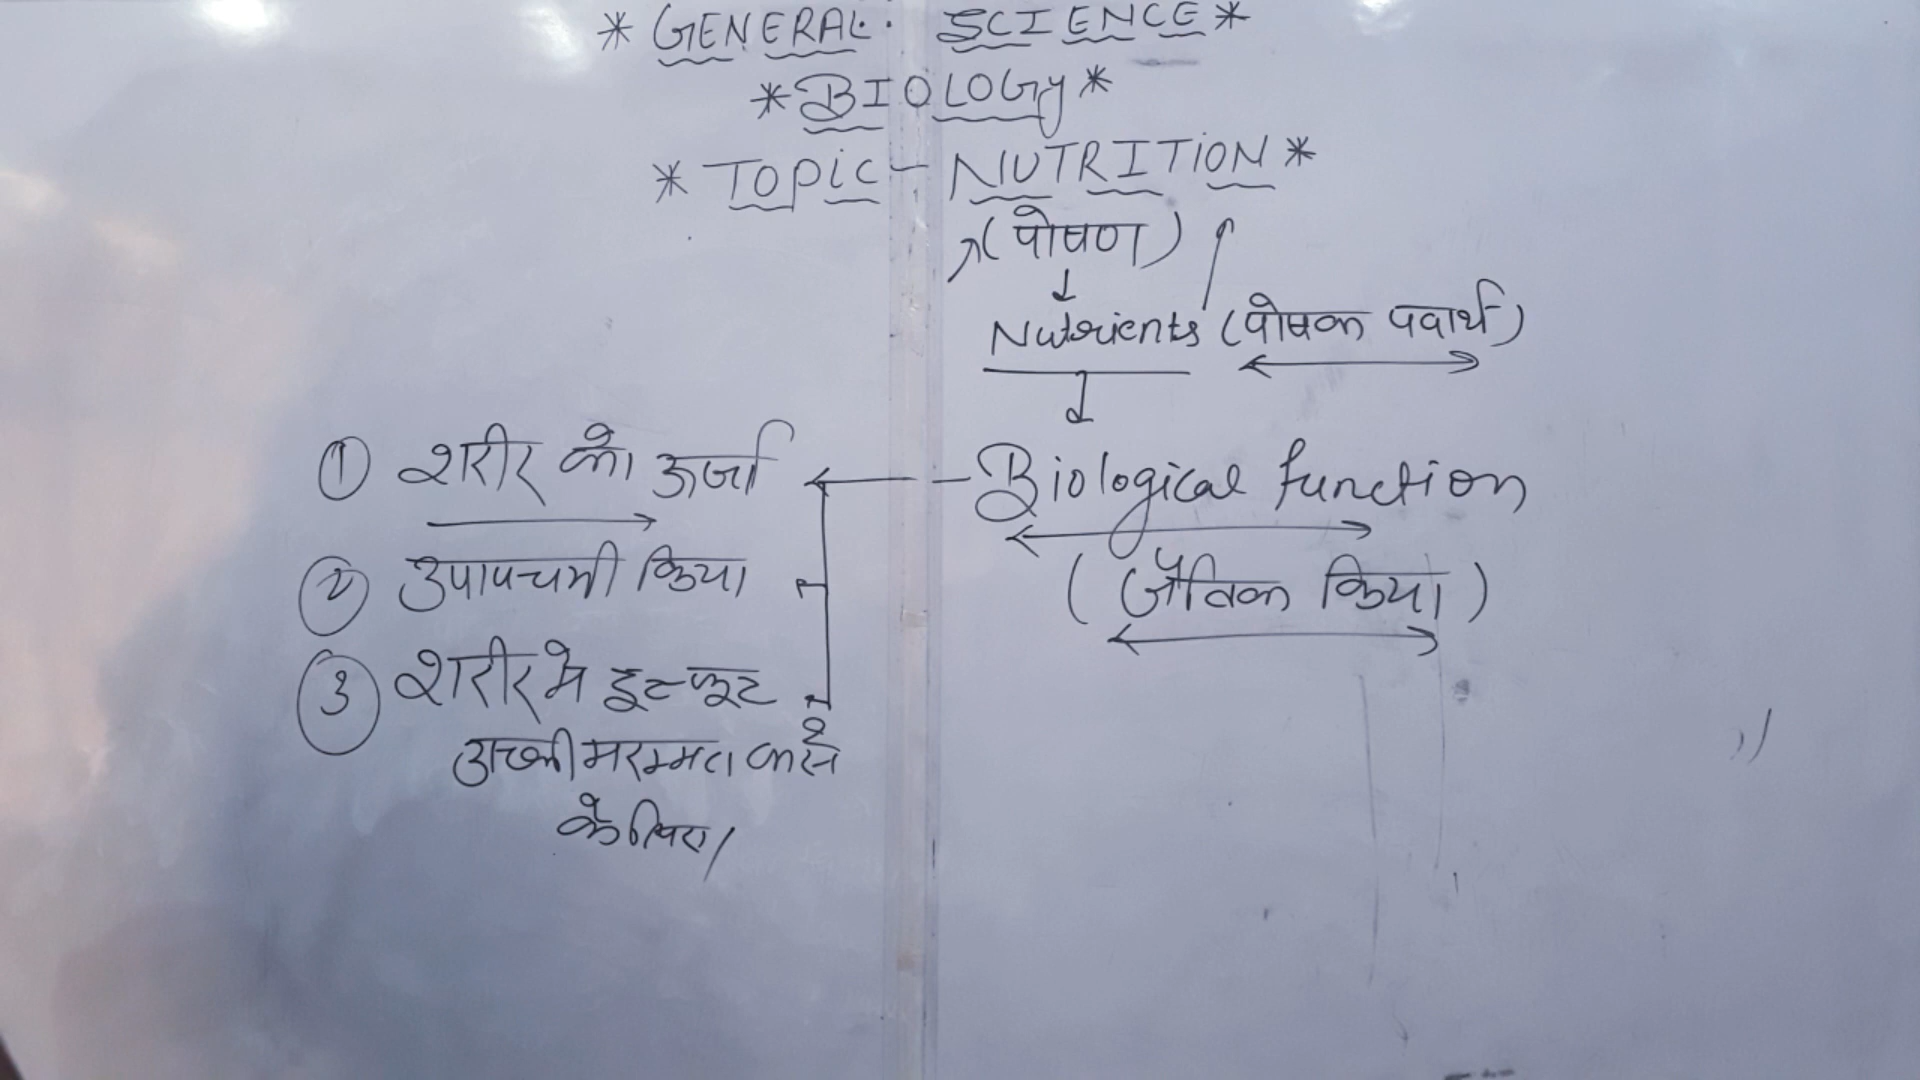 * GENERAL. SCIENCE *
* BIOLOGY *
* TOPIC - NUTRITION *
(पोषण)
Nutrients (पोषक पदार्थ)
Biological function
(जैविक क्रिया)
① शरीर को ऊर्जा
② उपापचयी क्रिया
③ शरीर मे टूट-फूट
मरम्मत करने
के लिए।